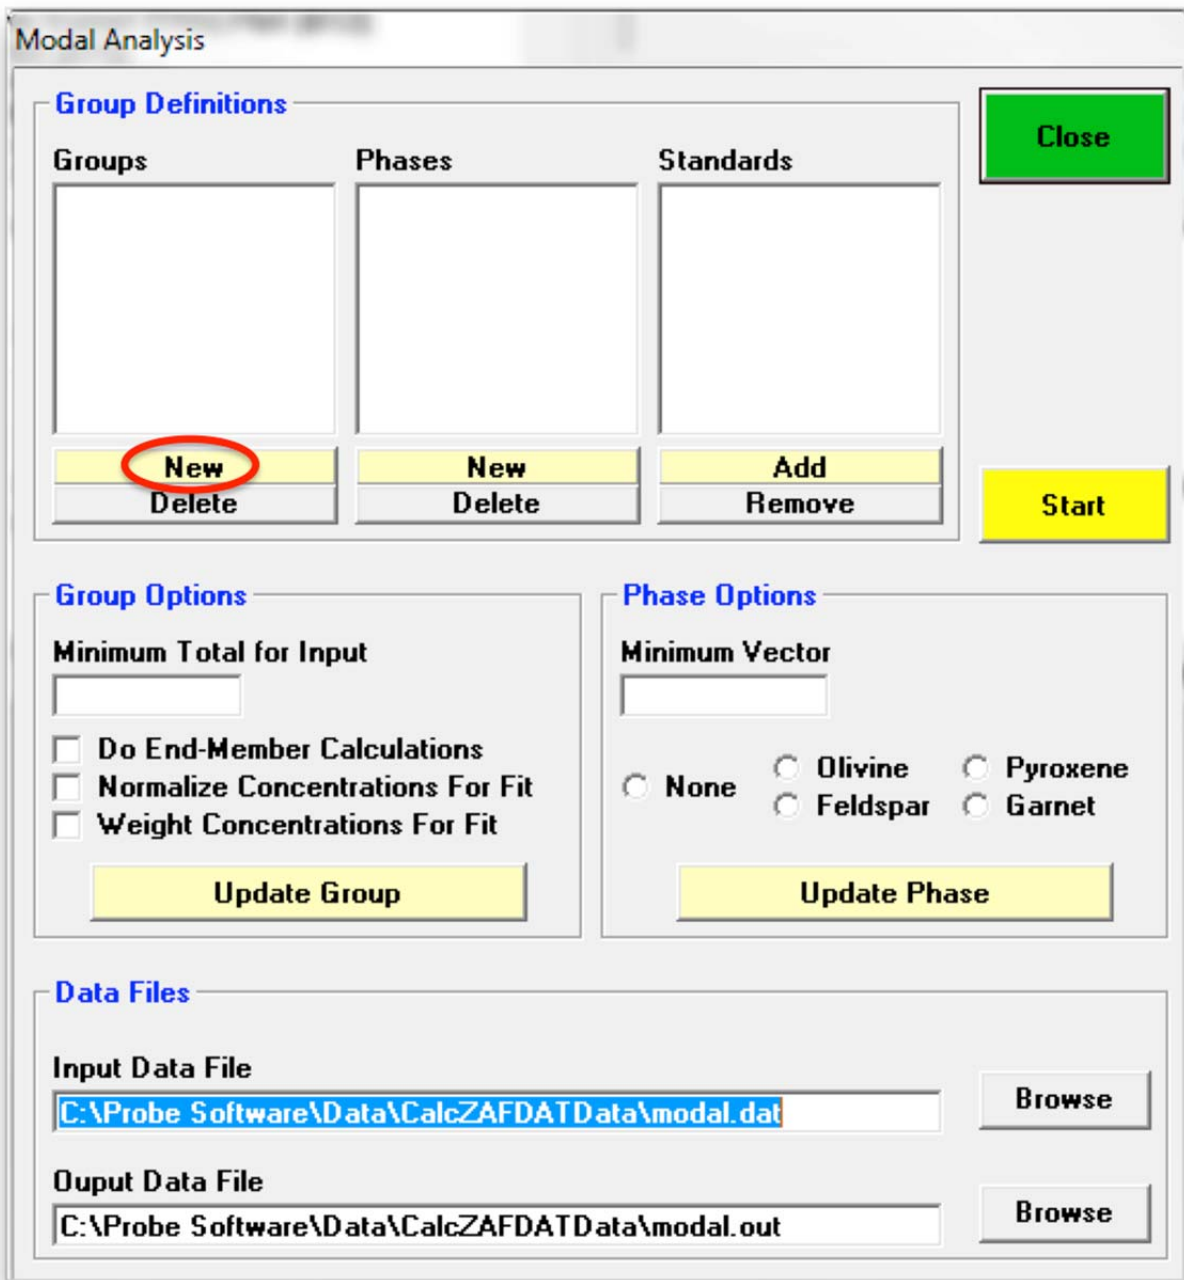 Modal Analysis
Group Definitions
Close
Groups Phases Standards
New New Add
Delete Delete Remove
Start
Group Options
Minimum Total for Input
Do End-Member Calculations
Normalize Concentrations For Fit
Weight Concentrations For Fit
Update Group
Phase Options
Minimum Vector
None Olivine Pyroxene
Feldspar Garnet
Update Phase
Data Files
Input Data File
C:\Probe Software\Data\CalcZAFDATData\modal.dat Browse
Ouput Data File
C:\Probe Software\Data\CalcZAFDATData\modal.out Browse